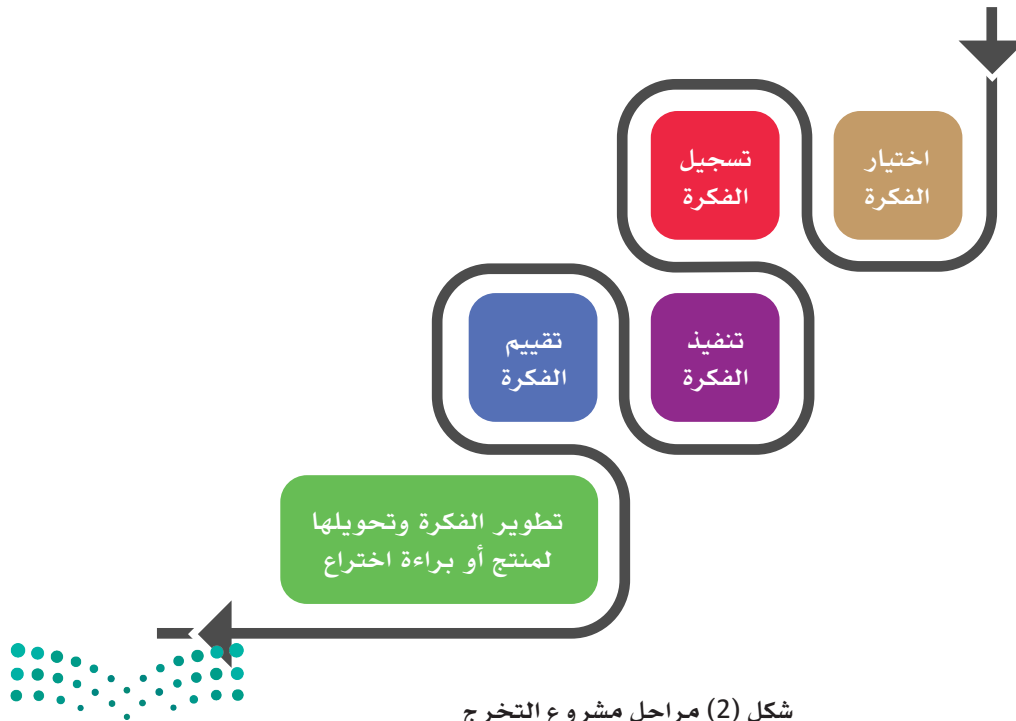 اختيار
الفكرة
تسجيل
الفكرة
تنفيذ
الفكرة
تقييم
الفكرة
تطوير الفكرة وتحويلها
لمنتج أو براءة اختراع
شكل (2) مراحل مشروع التخرج